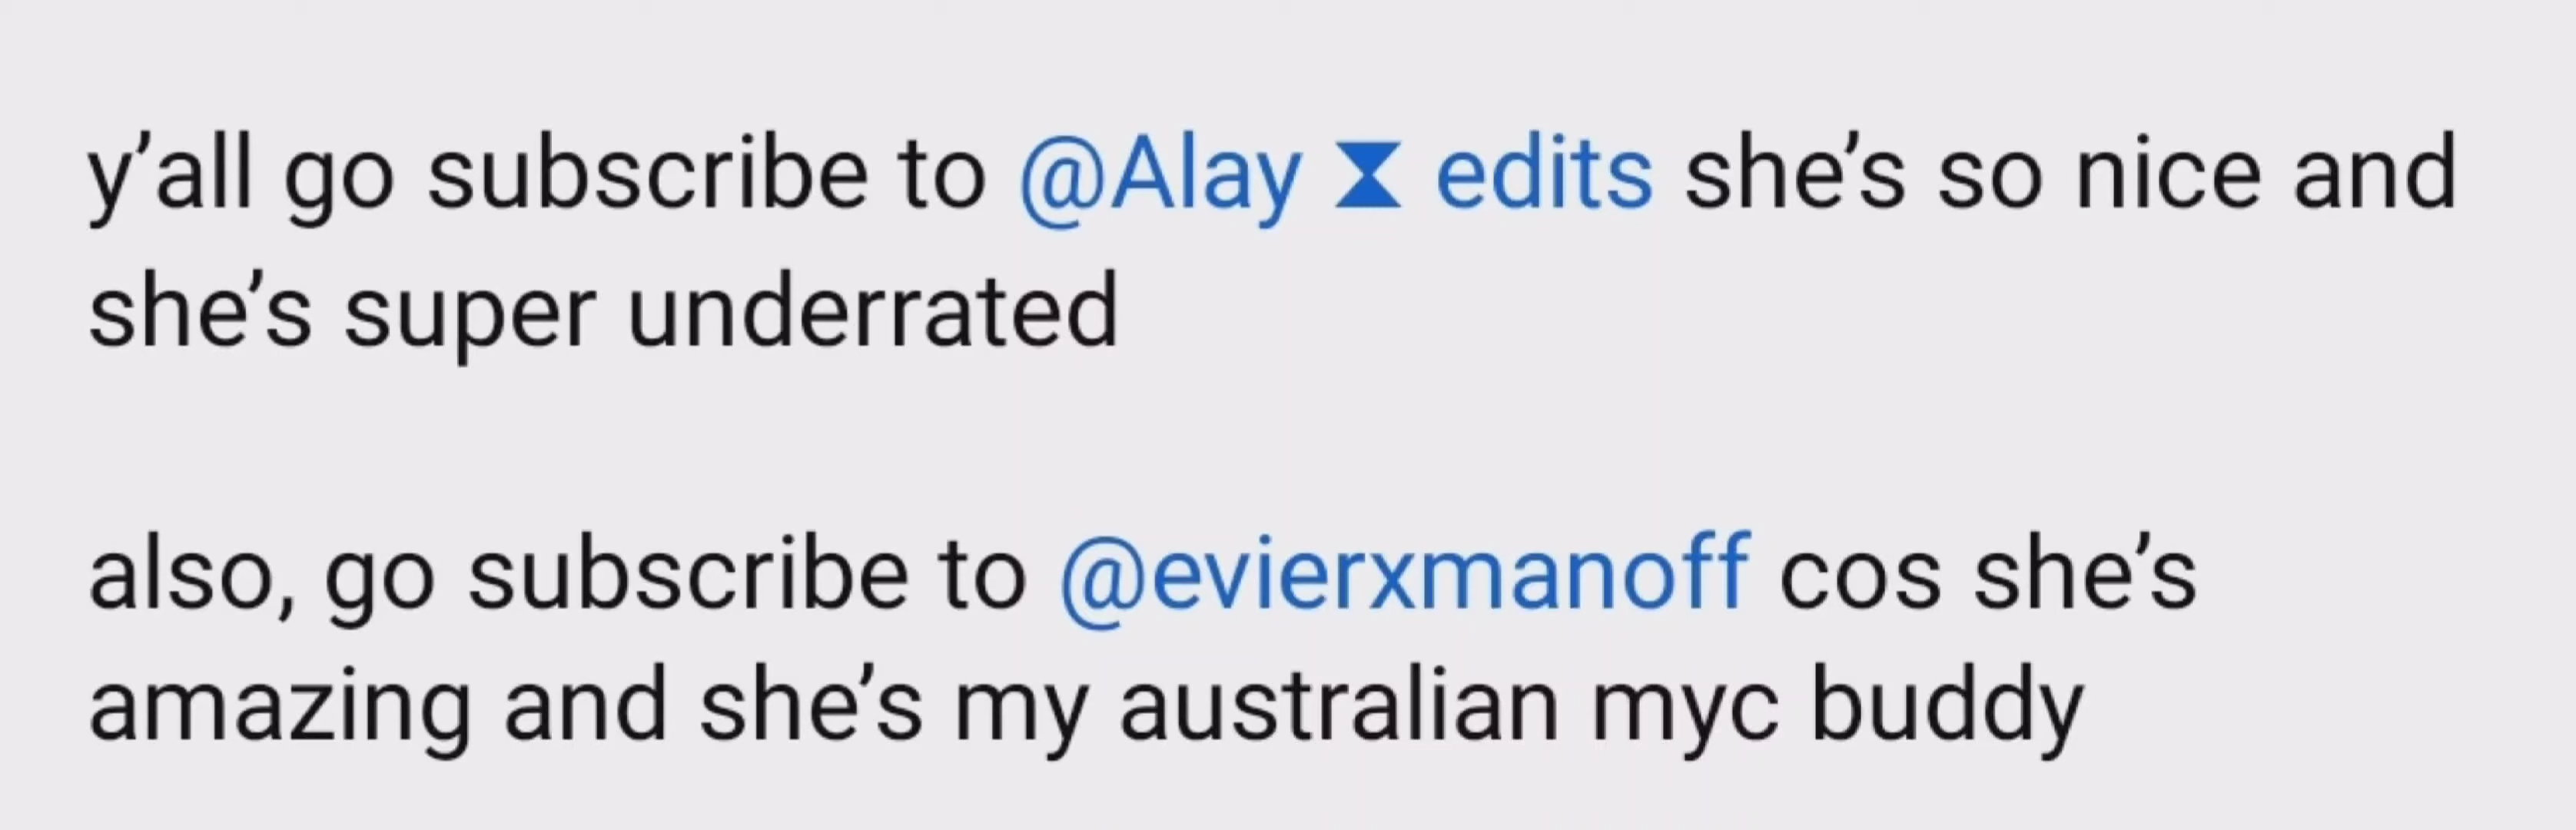 y’all go subscribe to @Alay ⧗ edits she’s so nice and
she’s super underrated
also, go subscribe to @evierxmanoff cos she’s
amazing and she’s my australian myc buddy